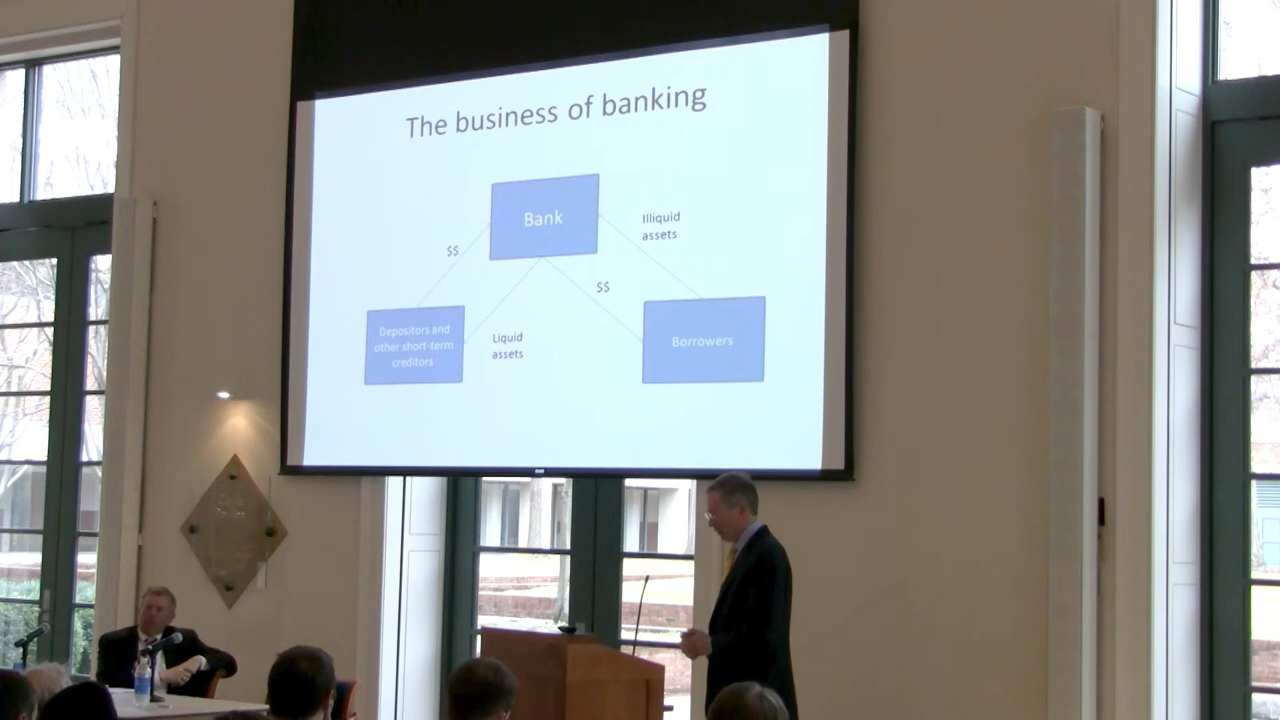 The business of banking
Bank
Illiquid
assets
$$
$$
Depositors and
other short-term
creditors
Liquid
assets
Borrowers